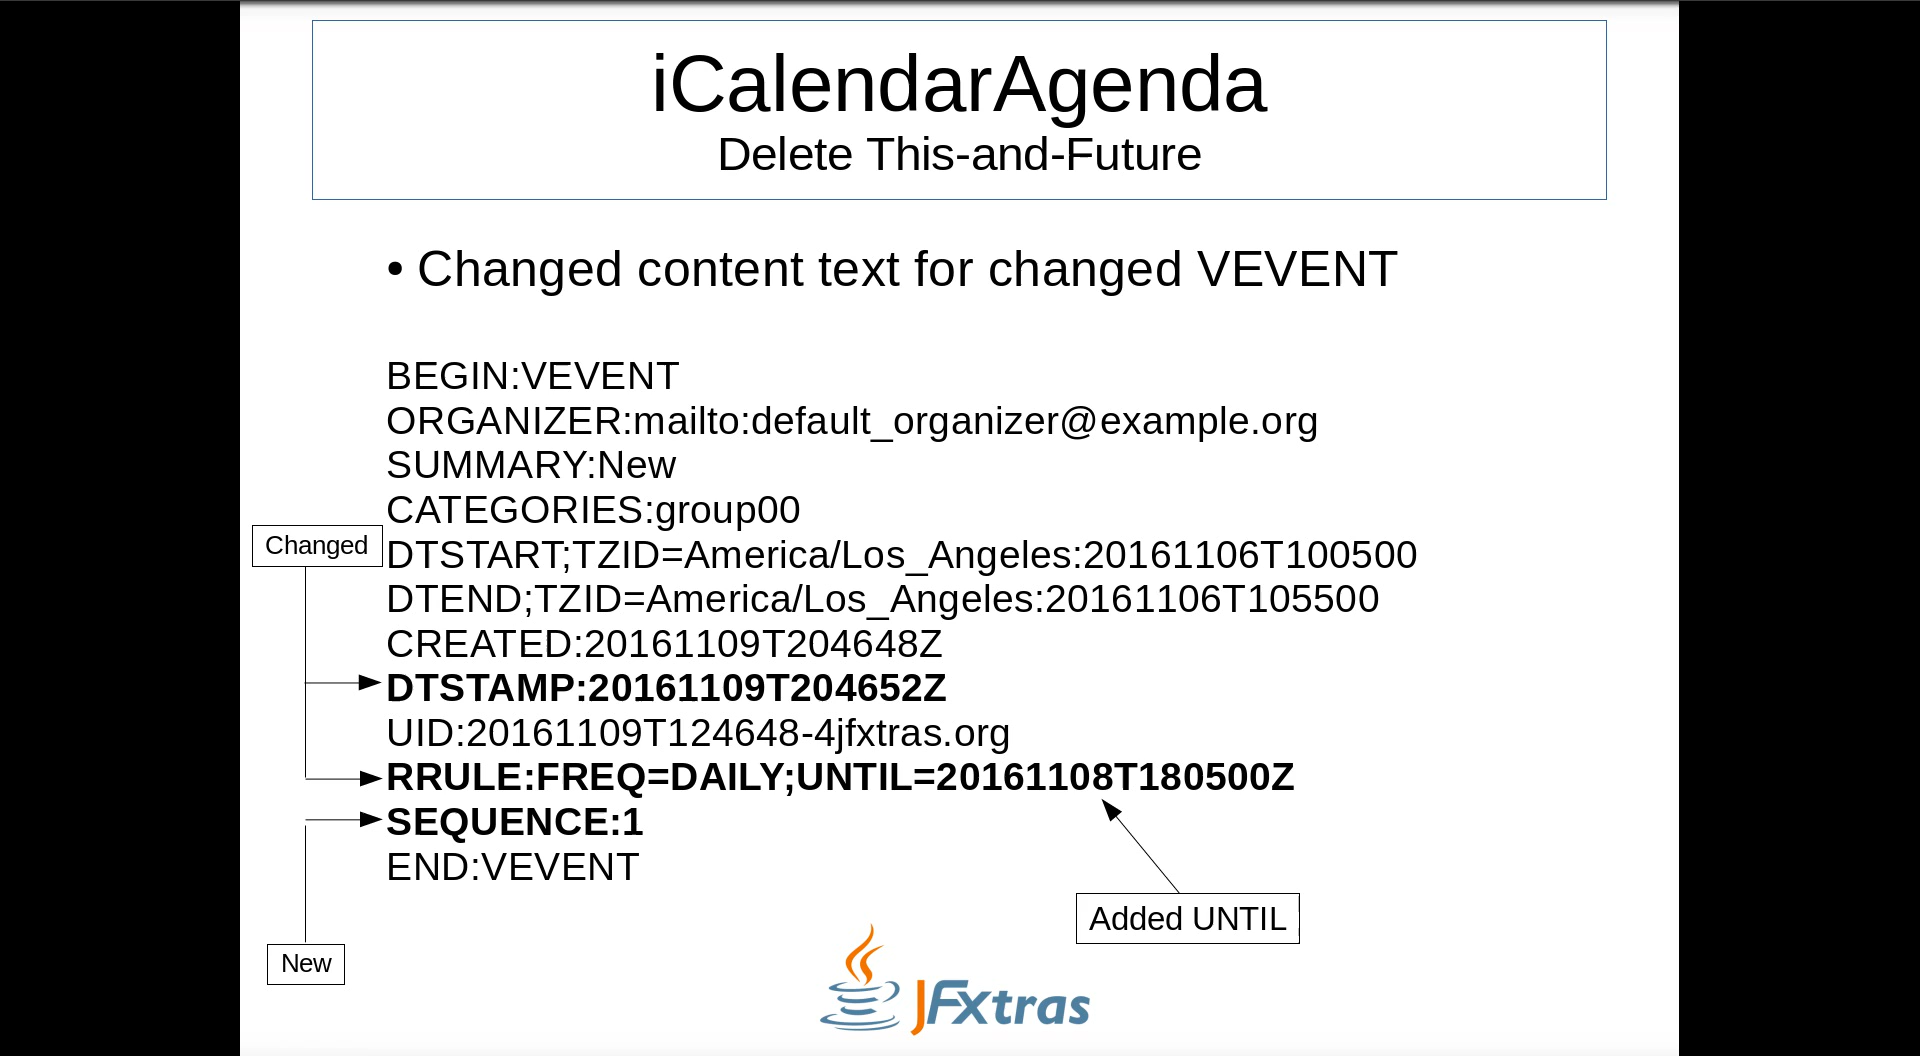 iCalendarAgenda
Delete This-and-Future
• Changed content text for changed VEVENT
BEGIN:VEVENT
ORGANIZER:mailto:default_organizer@example.org
SUMMARY:New
CATEGORIES:group00
Changed
DTSTART;TZID=America/Los_Angeles:20161106T100500
DTEND;TZID=America/Los_Angeles:20161106T105500
CREATED:20161109T204648Z
DTSTAMP:20161109T204652Z
UID:20161109T124648-4jfxtras.org
RRULE:FREQ=DAILY;UNTIL=20161108T180500Z
SEQUENCE:1
END:VEVENT
Added UNTIL
New
JFXtras